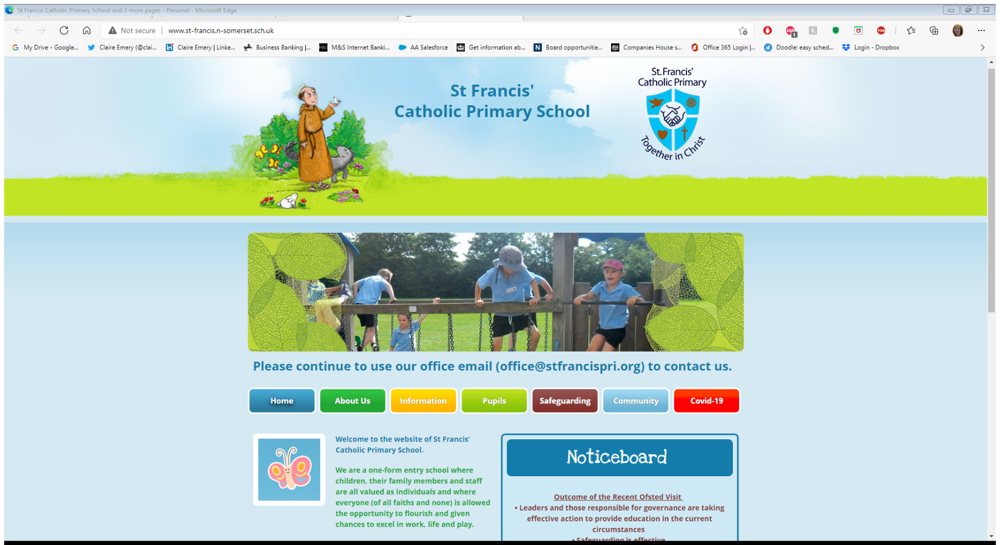 St Francis Catholic Primary School and 3 more pages - Personal - Microsoft Edge
Not secure | www.st-francis.n-somerset.sch.uk
ABP 1 YAB
My Drive - Google... Claire Emery (@clai... Claire Emery | Linke... Business Banking |... M&S M&S Internet Banki... AA Salesforce Get information ab... N Board opportunitie... Companies House s... Office 365 Login |... d Doodle: easy sched... Login - Dropbox
St Francis'
Catholic Primary School
St. Francis'
Catholic Primary
Together in Christ
Please continue to use our office email (office@stfrancispri.org) to contact us.
Home About Us Information Pupils Safeguarding Community Covid-19
Welcome to the website of St Francis'
Catholic Primary School.
We are a one-form entry school where
children, their family members and staff
are all valued as individuals and where
everyone (of all faiths and none) is allowed
the opportunity to flourish and given
chances to excel in work, life and play.
Noticeboard
Outcome of the Recent Ofsted Visit
• Leaders and those responsible for governance are taking
effective action to provide education in the current
circumstances
• Safeguarding is effective